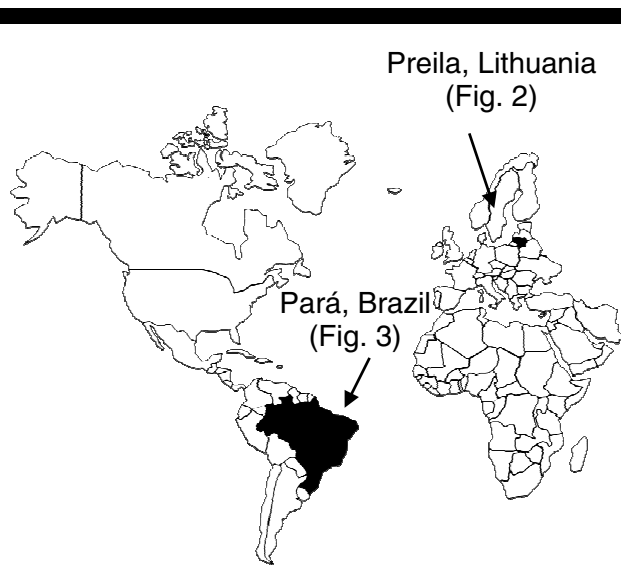 Preila, Lithuania
(Fig. 2)
Pará, Brazil
(Fig. 3)